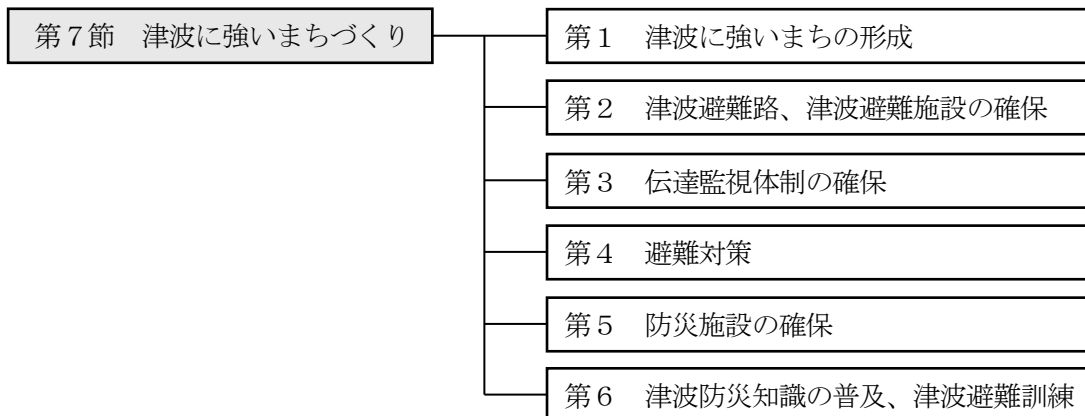 第７節　津波に強いまちづくり
第１　津波に強いまちの形成
第２　津波避難路、津波避難施設の確保
第３　伝達監視体制の確保
第４　避難対策
第５　防災施設の確保
第６　津波防災知識の普及、津波避難訓練